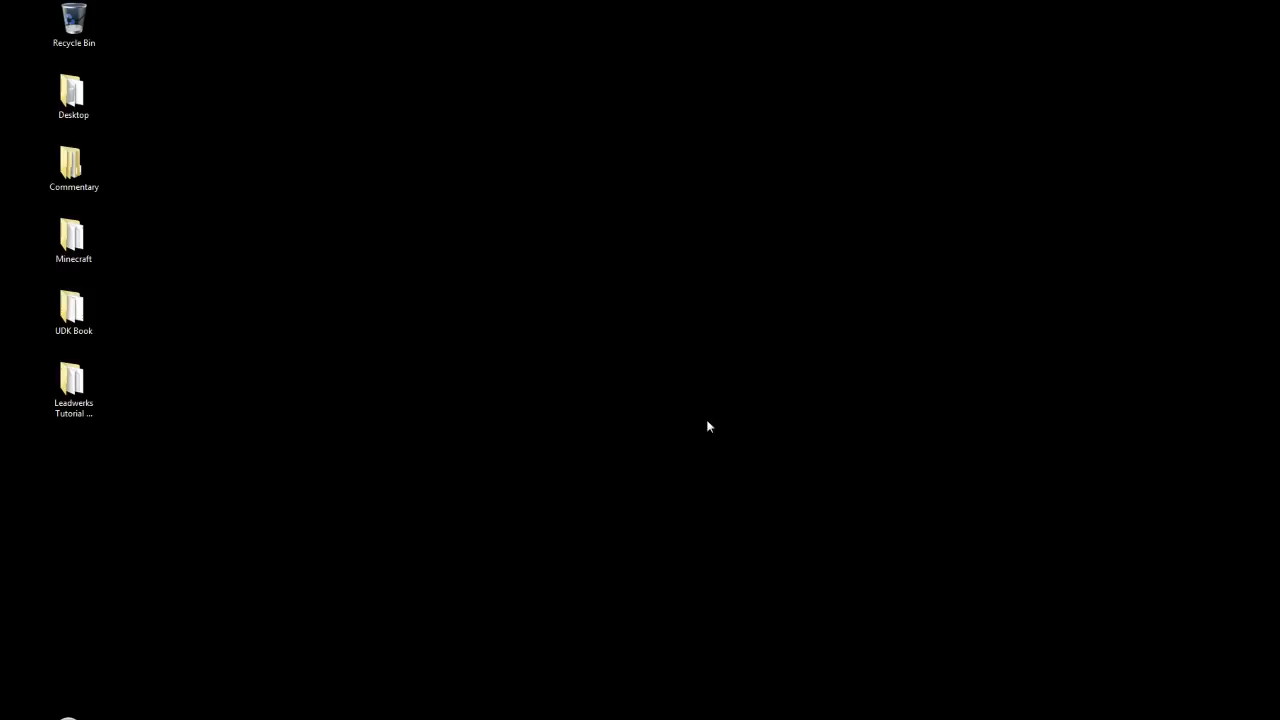 Recycle Bin
Desktop
Commentary
Minecraft
UDK Book
Leadwerks
Tutorial ...